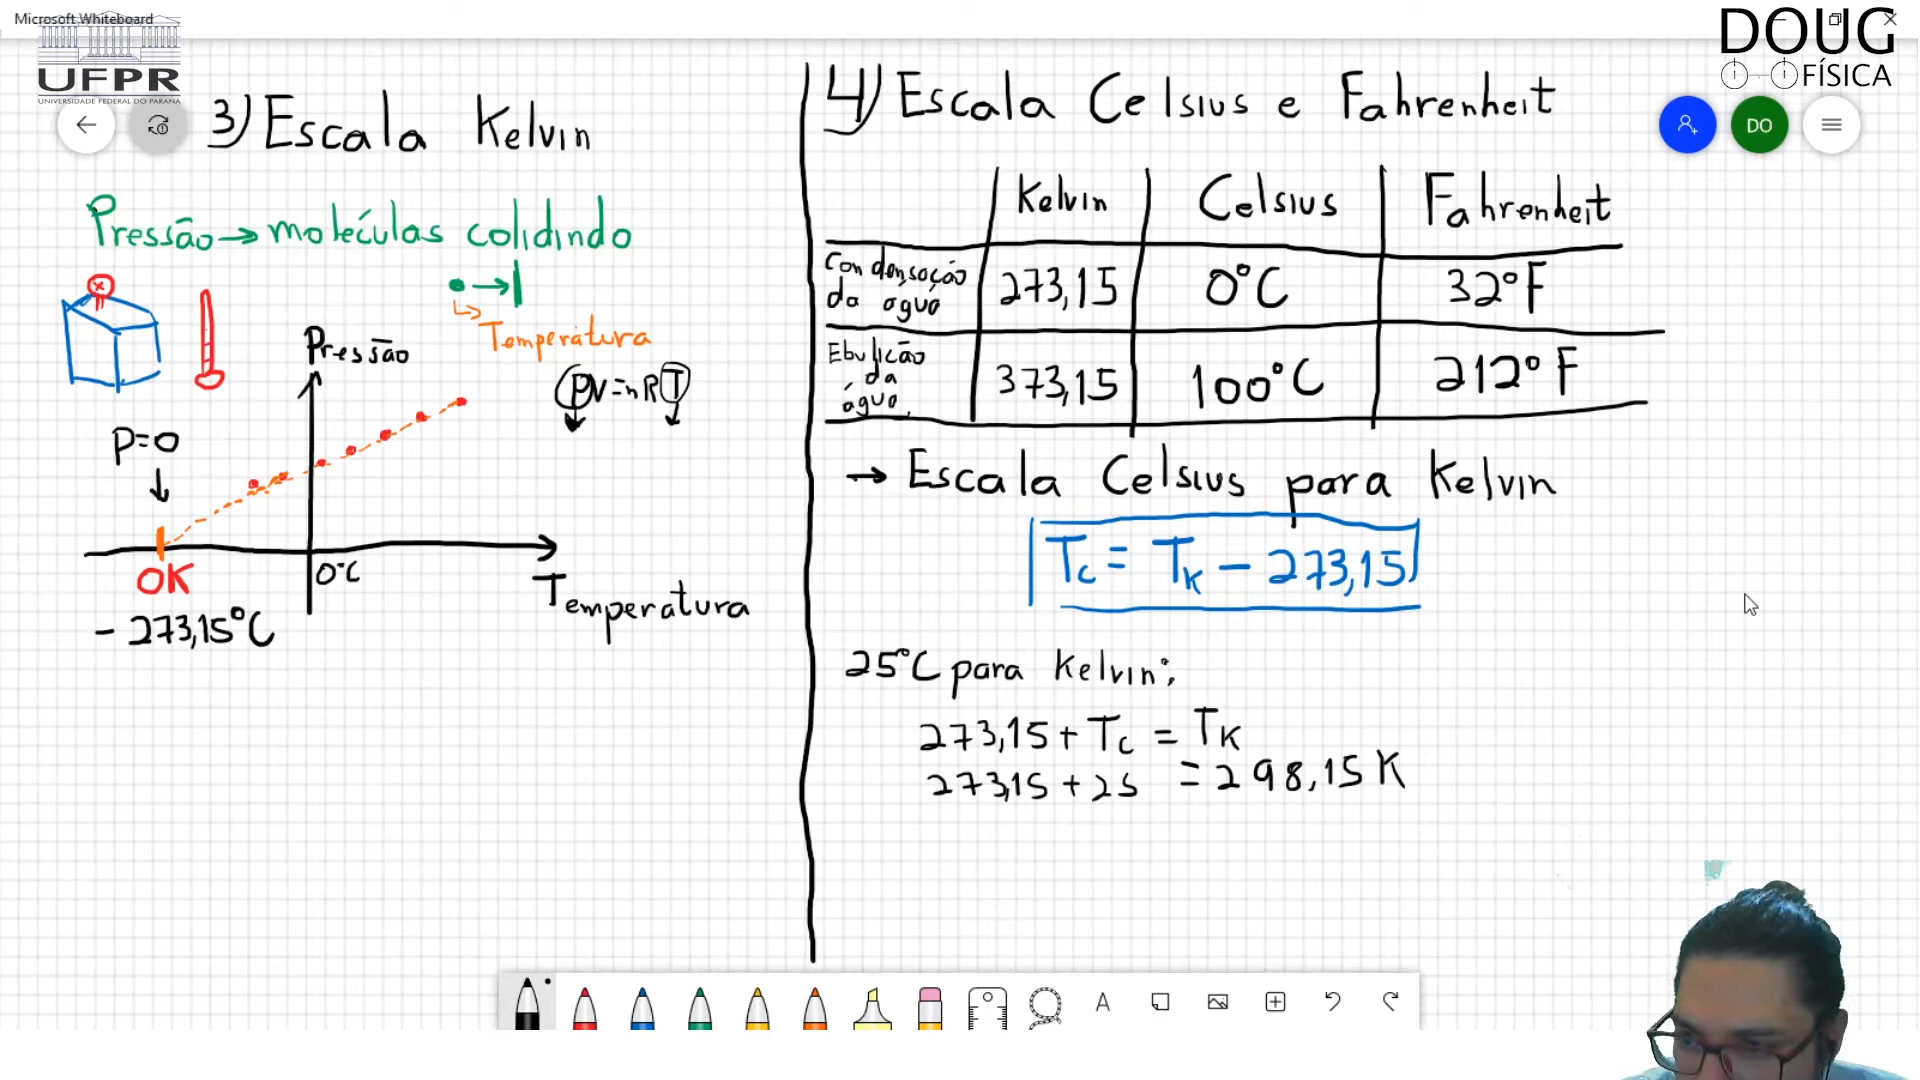 Microsoft Whiteboard
UFPR
UNIVERSIDADE FEDERAL DO PARANÁ
DOUG
FÍSICA
DO
3) Escala Kelvin
Pressão → moléculas colidindo
Temperatura
Pressão
PV = nRT
P=0
0K
0°C
Temperatura
- 273,15°C
4) Escala Celsius e Fahrenheit
Kelvin Celsius Fahrenheit
Condensação da água 273,15 0°C 32°F
Ebulição da água 373,15 100°C 212°F
→ Escala Celsius para Kelvin
Tc = TK - 273,15
25°C para Kelvin:
273,15 + Tc = TK
273,15 + 25 = 298,15 K
A